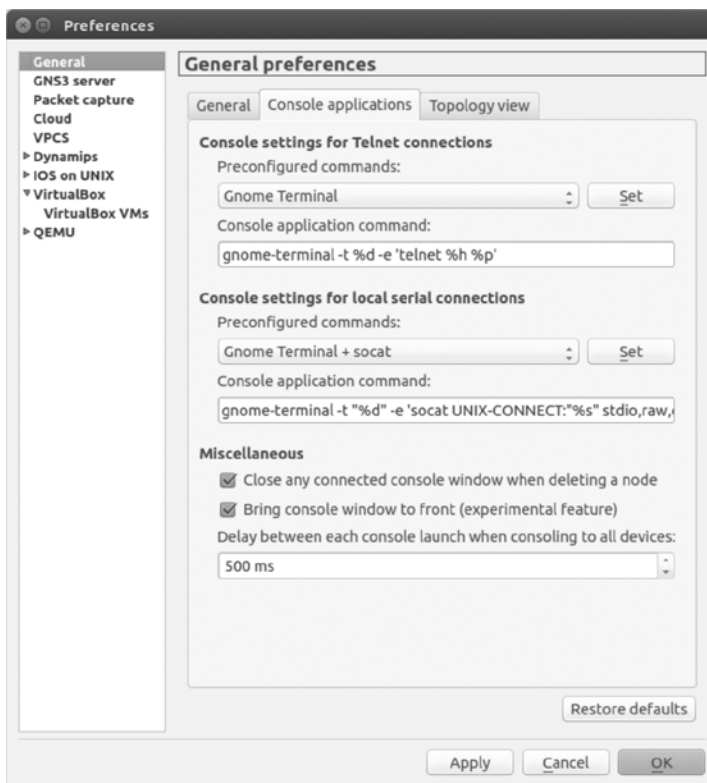 Preferences
General
GNS3 server
Packet capture
Cloud
VPCS
Dynamips
IOS on UNIX
VirtualBox
VirtualBox VMs
QEMU
General preferences
General Console applications Topology view
Console settings for Telnet connections
Preconfigured commands:
Gnome Terminal Set
Console application command:
gnome-terminal -t %d -e 'telnet %h %p'
Console settings for local serial connections
Preconfigured commands:
Gnome Terminal + socat Set
Console application command:
gnome-terminal -t "%d" -e 'socat UNIX-CONNECT:"%s" stdio,raw,
Miscellaneous
Close any connected console window when deleting a node
Bring console window to front (experimental feature)
Delay between each console launch when consoling to all devices:
500 ms
Restore defaults
Apply Cancel OK